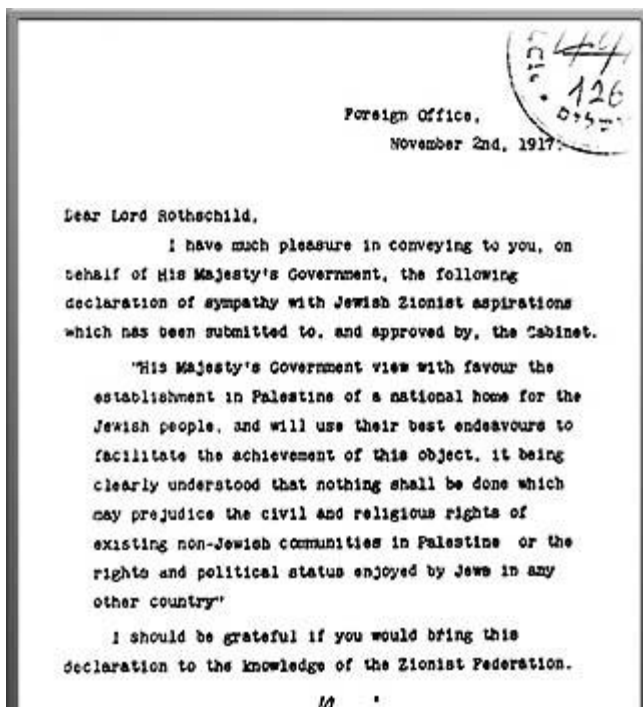 126
Foreign Office,
November 2nd, 1917.
Dear Lord Rothschild,
I have much pleasure in conveying to you, on
behalf of His Majesty's Government, the following
declaration of sympathy with Jewish Zionist aspirations
which has been submitted to, and approved by, the Cabinet.
"His Majesty's Government view with favour the
establishment in Palestine of a national home for the
Jewish people, and will use their best endeavours to
facilitate the achievement of this object, it being
clearly understood that nothing shall be done which
may prejudice the civil and religious rights of
existing non-Jewish communities in Palestine or the
rights and political status enjoyed by Jews in any
other country"
I should be grateful if you would bring this
declaration to the knowledge of the Zionist Federation.